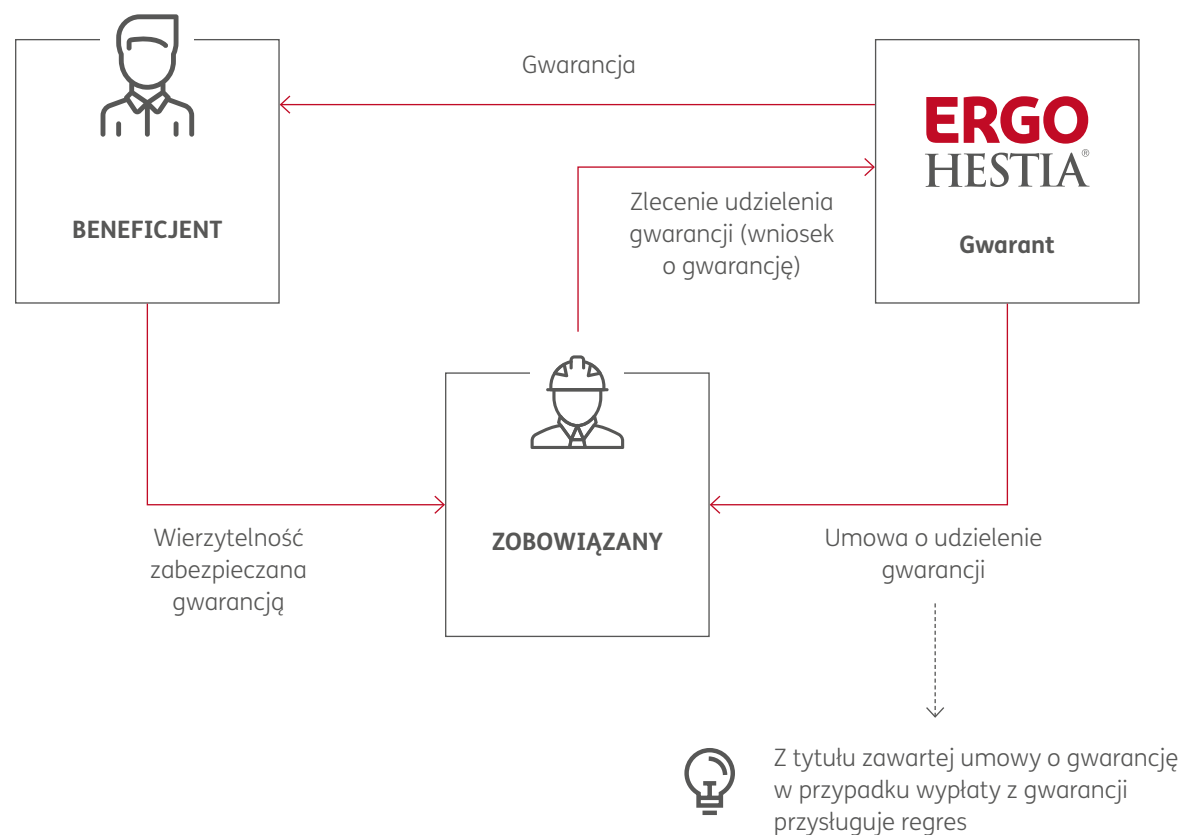 Gwarancja
ERGO
HESTIA®
Gwarant
BENEFICJENT
Zlecenie udzielenia
gwarancji (wniosek
o gwarancję)
ZOBOWIĄZANY
Wierzytelność
zabezpieczana
gwarancją
Umowa o udzielenie
gwarancji
Z tytułu zawartej umowy o gwarancję
w przypadku wypłaty z gwarancji
przysługuje regres